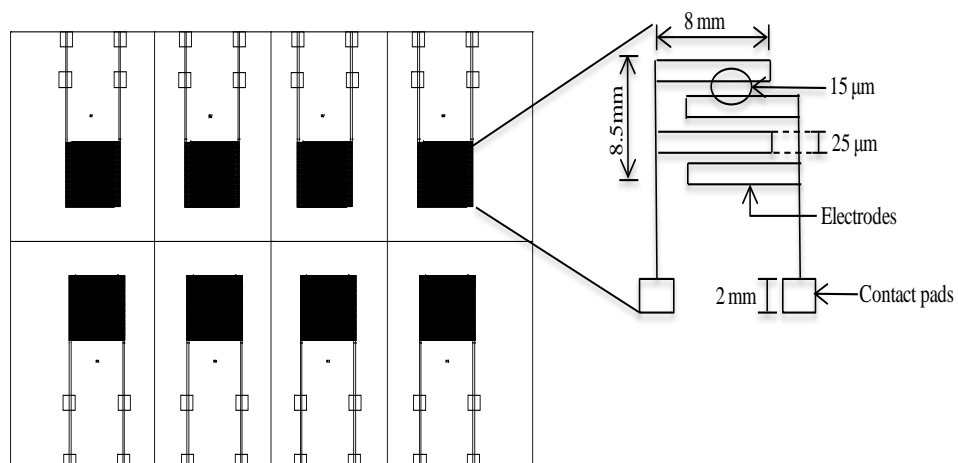 8 mm
15 μm
8.5mm
25 μm
Electrodes
2 mm
Contact pads